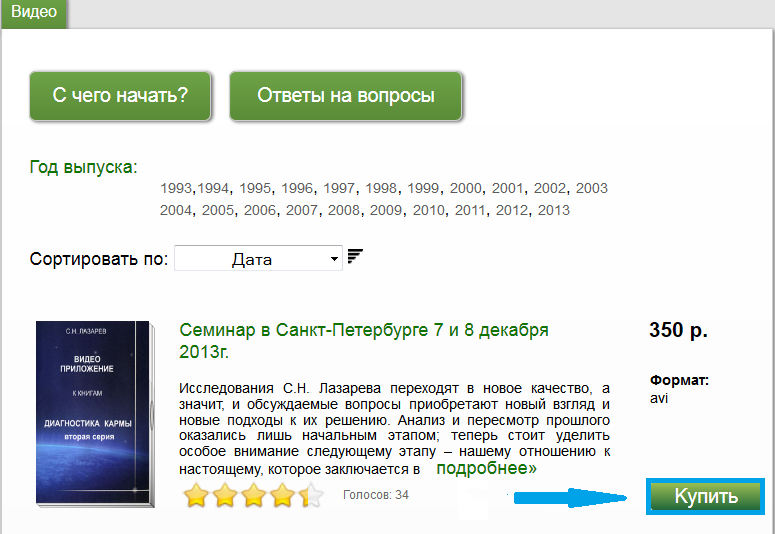 Видео
С чего начать? Ответы на вопросы
Год выпуска:
1993,1994, 1995, 1996, 1997, 1998, 1999, 2000, 2001, 2002, 2003
2004, 2005, 2006, 2007, 2008, 2009, 2010, 2011, 2012, 2013
Сортировать по: Дата
С.Н. ЛАЗАРЕВ
ВИДЕО
ПРИЛОЖЕНИЕ
К КНИГАМ
ДИАГНОСТИКА КАРМЫ
вторая серия
Семинар в Санкт-Петербурге 7 и 8 декабря
2013г.
Исследования С.Н. Лазарева переходят в новое качество, а
значит, и обсуждаемые вопросы приобретают новый взгляд и
новые подходы к их решению. Анализ и пересмотр прошлого
оказались лишь начальным этапом; теперь стоит уделить
особое внимание следующему этапу – нашему отношению к
настоящему, которое заключается в подробнее»
Голосов: 34
350 р.
Формат:
avi
Купить